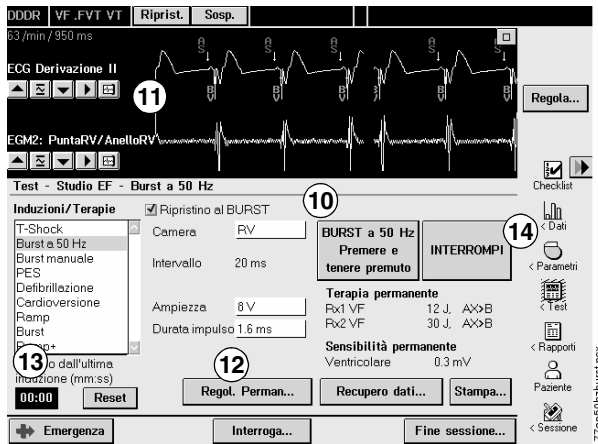 DDDR VF .FVT VT Riprist. Sosp.
63 /min / 950 ms
A S A S A S A S A S
ECG Derivazione II
B V B V B V B V B V
11
Regola...
EGM2: PuntaRV/AnelloRV
Checklist
Test - Studio EF - Burst a 50 Hz
10
Induzioni/Terapie
Ripristino al BURST
T-Shock
Burst a 50 Hz
Burst manuale
PES
Defibrillazione
Cardioversione
Ramp
Burst
Camera RV
Intervallo 20 ms
Ampiezza 8 V
Durata impulso 1.6 ms
BURST a 50 Hz
Premere e
tenere premuto
INTERROMPI
14
Terapia permanente
Rx1 VF 12 J, AX>B
Rx2 VF 30 J, AX>B
Sensibilità permanente
Ventricolare 0.3 mV
< Dati
< Parametri
< Test
< Rapporti
Paziente
< Sessione
13
dall'ultima
induzione (mm:ss)
00:00 Reset
12
Regol. Perman... Recupero dati... Stampa...
Emergenza Interroga... Fine sessione...